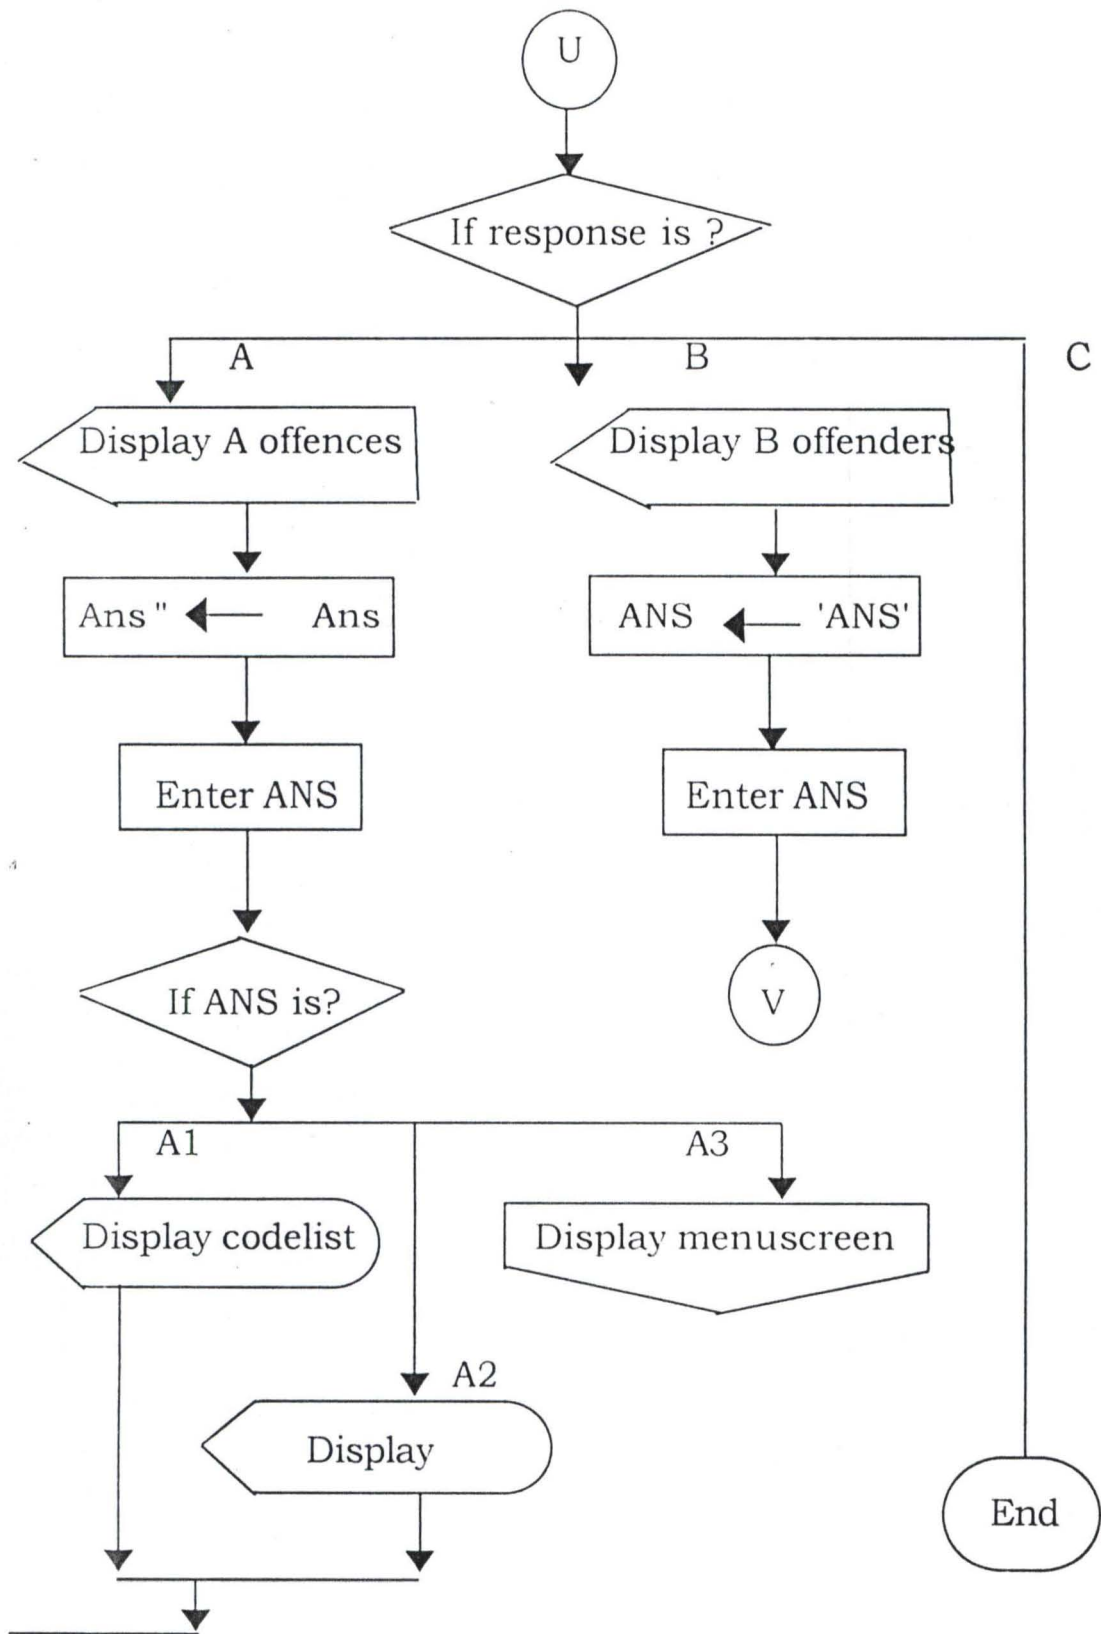 U
If response is ?
A
B
C
Display A offences
Display B offenders
Ans " Ans
ANS 'ANS'
Enter ANS
Enter ANS
If ANS is?
V
A1
A3
Display codelist
Display menuscreen
A2
Display
End